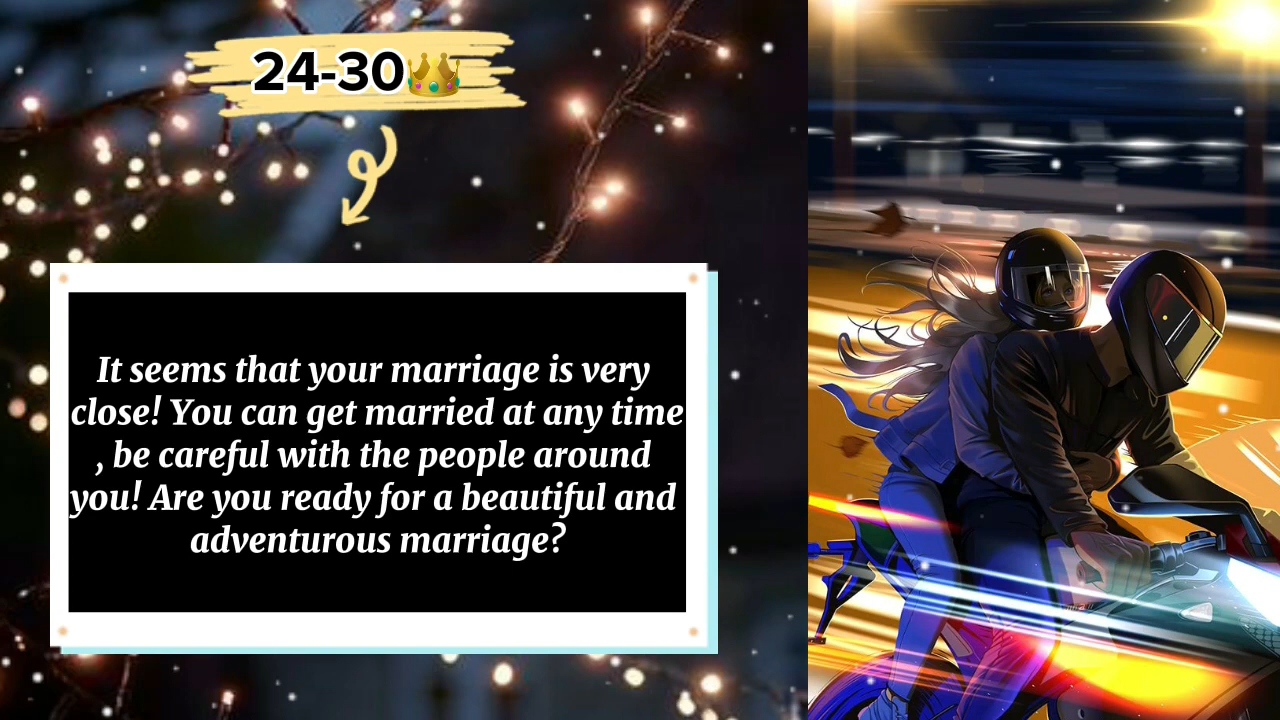 24-30👑
It seems that your marriage is very
close! You can get married at any time
, be careful with the people around
you! Are you ready for a beautiful and
adventurous marriage?